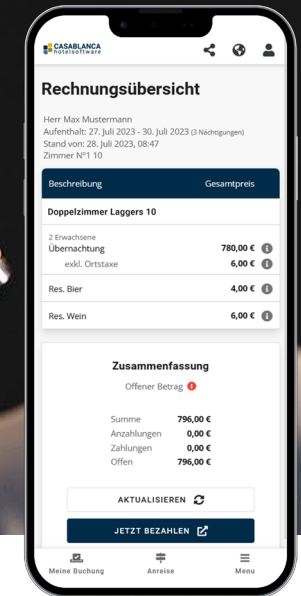 CASABLANCA
hotelsoftware
Rechnungsübersicht
Herr Max Mustermann
Aufenthalt: 27. Juli 2023 - 30. Juli 2023 (3 Nächtigungen)
Stand von: 28. Juli 2023, 08:47
Zimmer N°1 10
Beschreibung Gesamtpreis
Doppelzimmer Laggers 10
2 Erwachsene
Übernachtung 780,00 €
exkl. Ortstaxe 6,00 €
Res. Bier 4,00 €
Res. Wein 6,00 €
Zusammenfassung
Offener Betrag
Summe 796,00 €
Anzahlungen 0,00 €
Zahlungen 0,00 €
Offen 796,00 €
AKTUALISIEREN
JETZT BEZAHLEN
Meine Buchung Anreise Menu